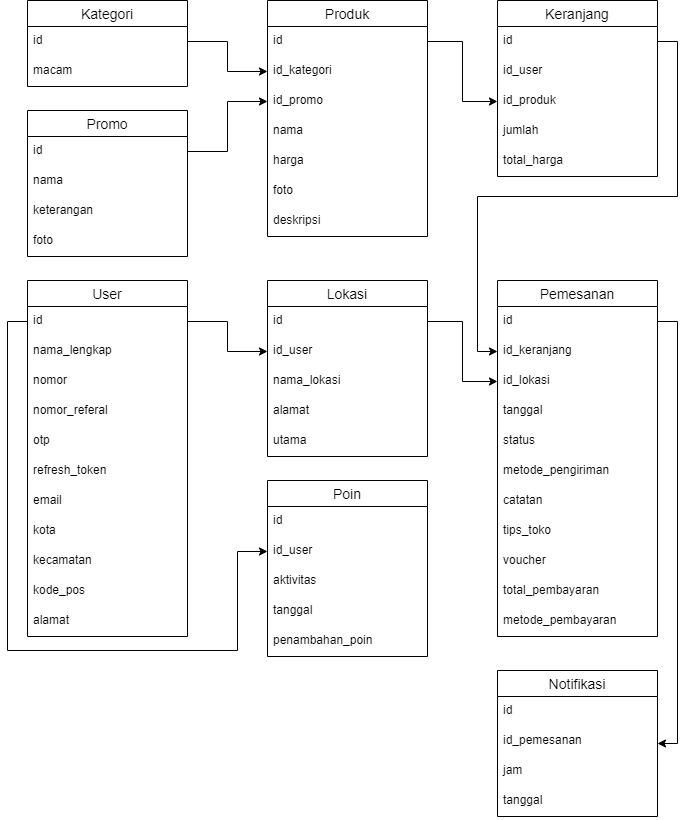 Kategori
id
macam
Promo
id
nama
keterangan
foto
Produk
id
id_kategori
id_promo
nama
harga
foto
deskripsi
Keranjang
id
id_user
id_produk
jumlah
total_harga
User
id
nama_lengkap
nomor
nomor_referal
otp
refresh_token
email
kota
kecamatan
kode_pos
alamat
Lokasi
id
id_user
nama_lokasi
alamat
utama
Poin
id
id_user
aktivitas
tanggal
penambahan_poin
Pemesanan
id
id_keranjang
id_lokasi
tanggal
status
metode_pengiriman
catatan
tips_toko
voucher
total_pembayaran
metode_pembayaran
Notifikasi
id
id_pemesanan
jam
tanggal